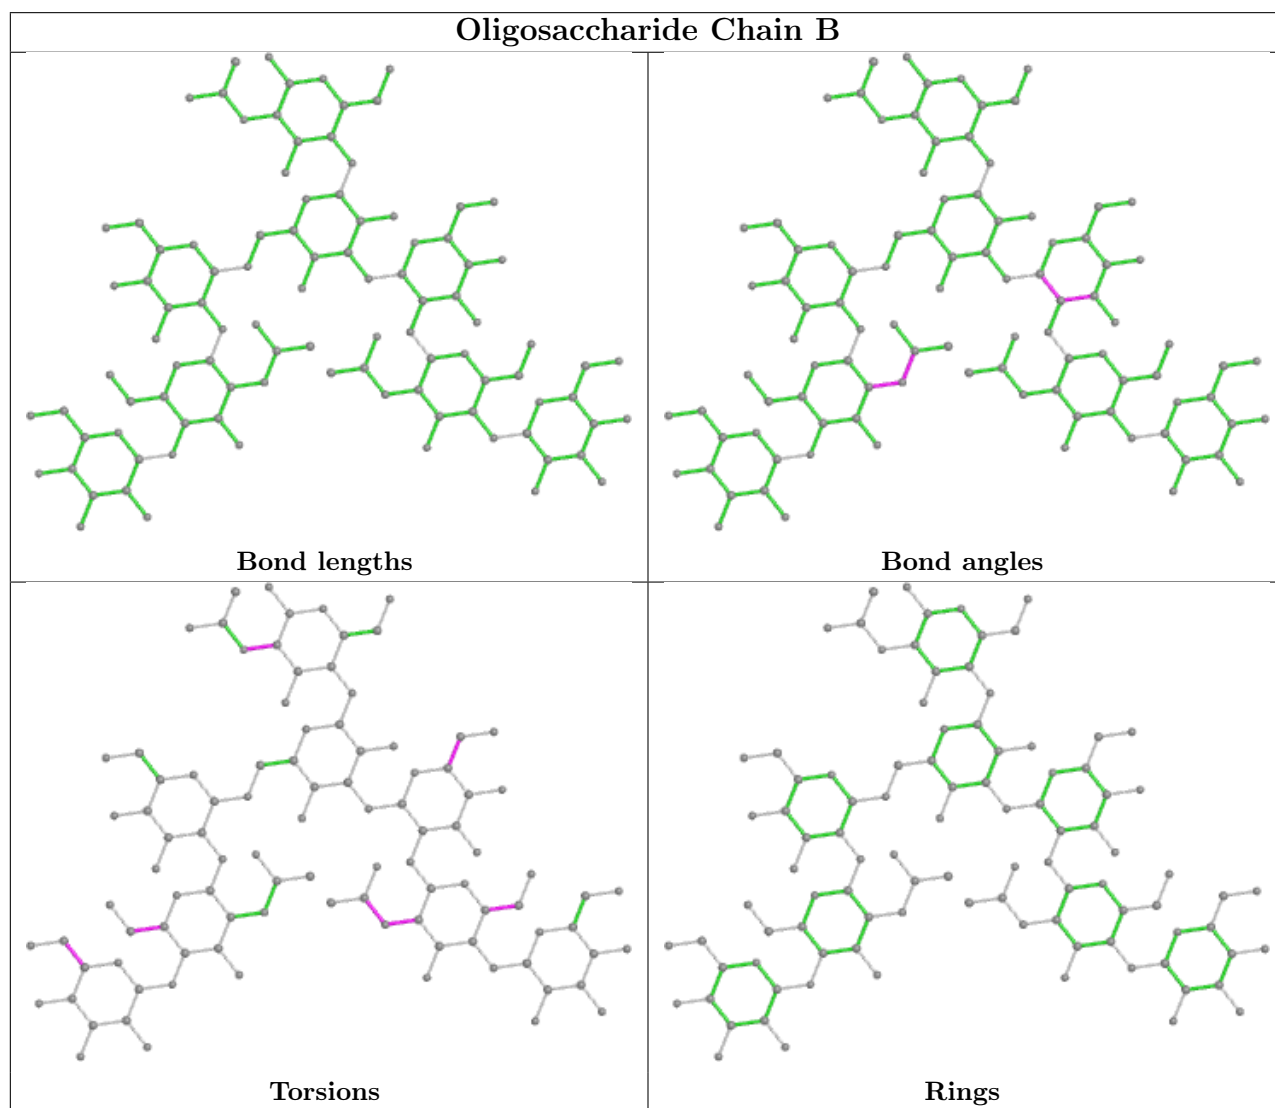 Oligosaccharide Chain B
Bond lengths
Bond angles
Torsions
Rings